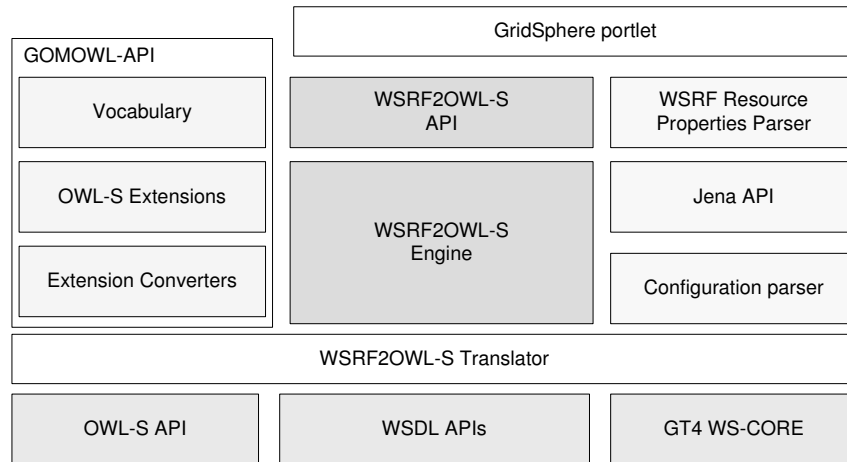 GridSphere portlet
GOMOWL-API
Vocabulary
WSRF2OWL-S
API
WSRF Resource
Properties Parser
OWL-S Extensions
WSRF2OWL-S
Engine
Jena API
Extension Converters
Configuration parser
WSRF2OWL-S Translator
OWL-S API
WSDL APIs
GT4 WS-CORE